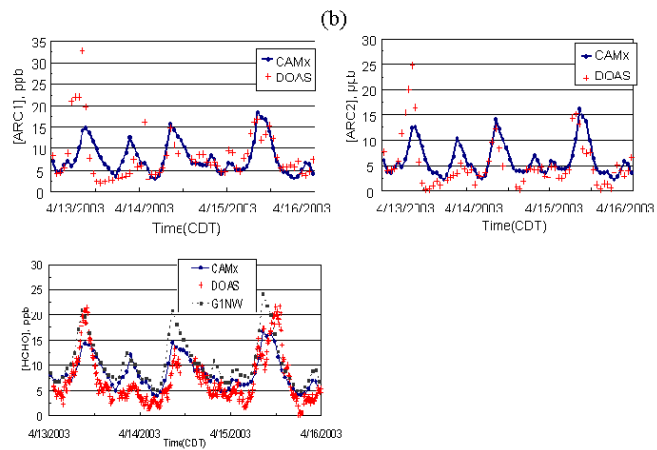 (b)
35
30
25
20
15
10
5
0
[ARC1], ppb
CAMx
DOAS
4/13/2003 4/14/2003 4/15/2003 4/16/2003
Time(CDT)
30
25
20
15
10
5
0
[ARC2], ppb
CAMx
DOAS
4/13/2003 4/14/2003 4/15/2003 4/16/2003
Time(CDT)
30
25
20
15
10
5
0
[HCHO], ppb
CAMx
DOAS
G1NW
4/13/2003 4/14/2003 4/15/2003 4/16/2003
Time(CDT)